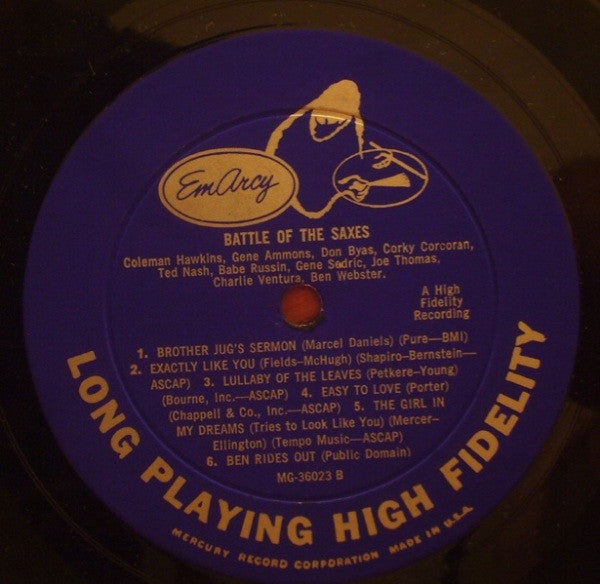 EmArcy
BATTLE OF THE SAXES
Coleman Hawkins, Gene Ammons, Don Byas, Corky Corcoran,
Ted Nash, Babe Russin, Gene Sedric, Joe Thomas,
Charlie Ventura, Ben Webster.
A High
Fidelity
Recording
1. BROTHER JUG'S SERMON (Marcel Daniels) (Pure—BMI)
2. EXACTLY LIKE YOU (Fields—McHugh) (Shapiro—Bernstein—
ASCAP) 3. LULLABY OF THE LEAVES (Petkere—Young)
(Bourne, Inc.—ASCAP) 4. EASY TO LOVE (Porter)
(Chappell & Co., Inc.—ASCAP) 5. THE GIRL IN
MY DREAMS (Tries to Look Like You) (Mercer—
Ellington) (Tempo Music—ASCAP)
6. BEN RIDES OUT (Public Domain)
MG-36023 B
LONG PLAYING HIGH FIDELITY
MERCURY RECORD CORPORATION MADE IN U.S.A.